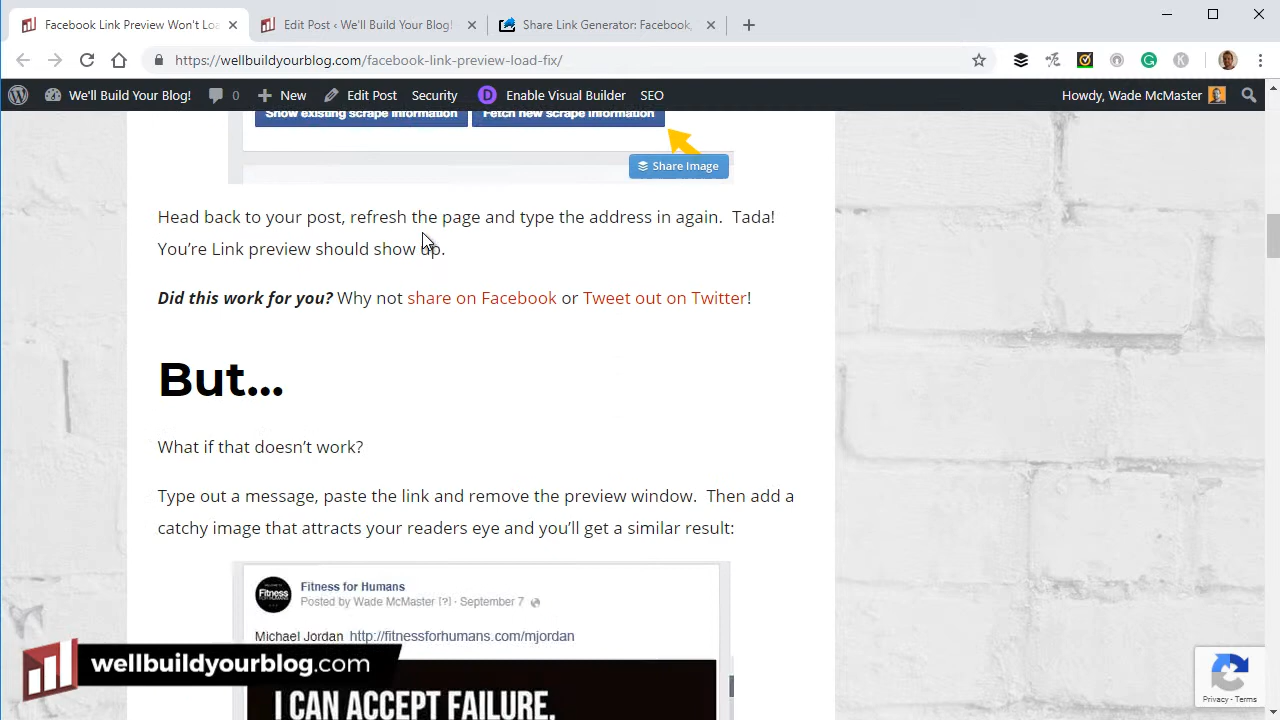 Facebook Link Preview Won't Loa
Edit Post ‹ We'll Build Your Blog!
Share Link Generator: Facebook,
https://wellbuildyourblog.com/facebook-link-preview-load-fix/
We'll Build Your Blog! 0 New Edit Post Security D Enable Visual Builder SEO Howdy, Wade McMaster
Show existing scrape information Fetch new scrape information
Share Image
Head back to your post, refresh the page and type the address in again. Tada!
You're Link preview should show up.
Did this work for you? Why not share on Facebook or Tweet out on Twitter!
But...
What if that doesn't work?
Type out a message, paste the link and remove the preview window. Then add a
catchy image that attracts your readers eye and you'll get a similar result:
Fitness for Humans
Posted by Wade McMaster [?] · September 7
Michael Jordan http://fitnessforhumans.com/mjordan
I CAN ACCEPT FAILURE,
wellbuildyourblog.com
Privacy - Terms